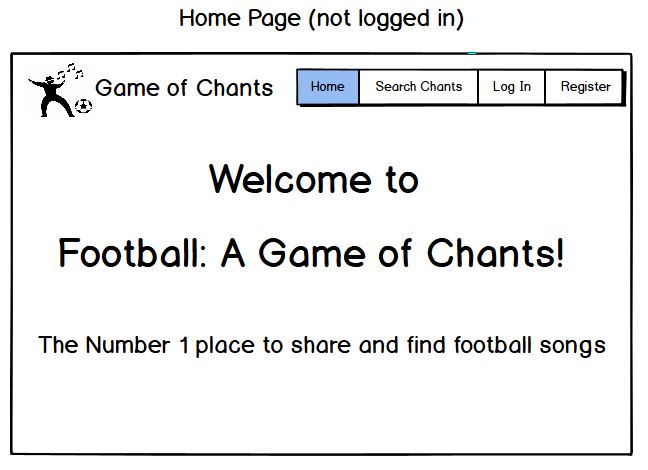 Home Page (not logged in)
Game of Chants
Home
Search Chants
Log In
Register
Welcome to
Football: A Game of Chants!
The Number 1 place to share and find football songs